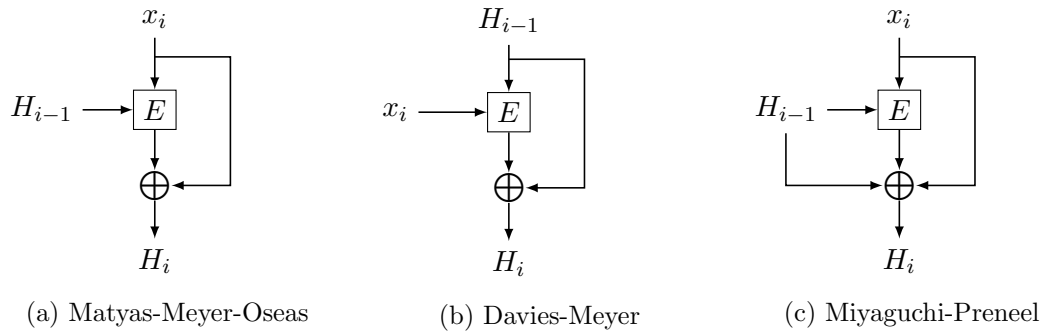 x_i
H_{i-1}
E
H_i
(a) Matyas-Meyer-Oseas
H_{i-1}
x_i
E
H_i
(b) Davies-Meyer
x_i
H_{i-1}
E
H_i
(c) Miyaguchi-Preneel